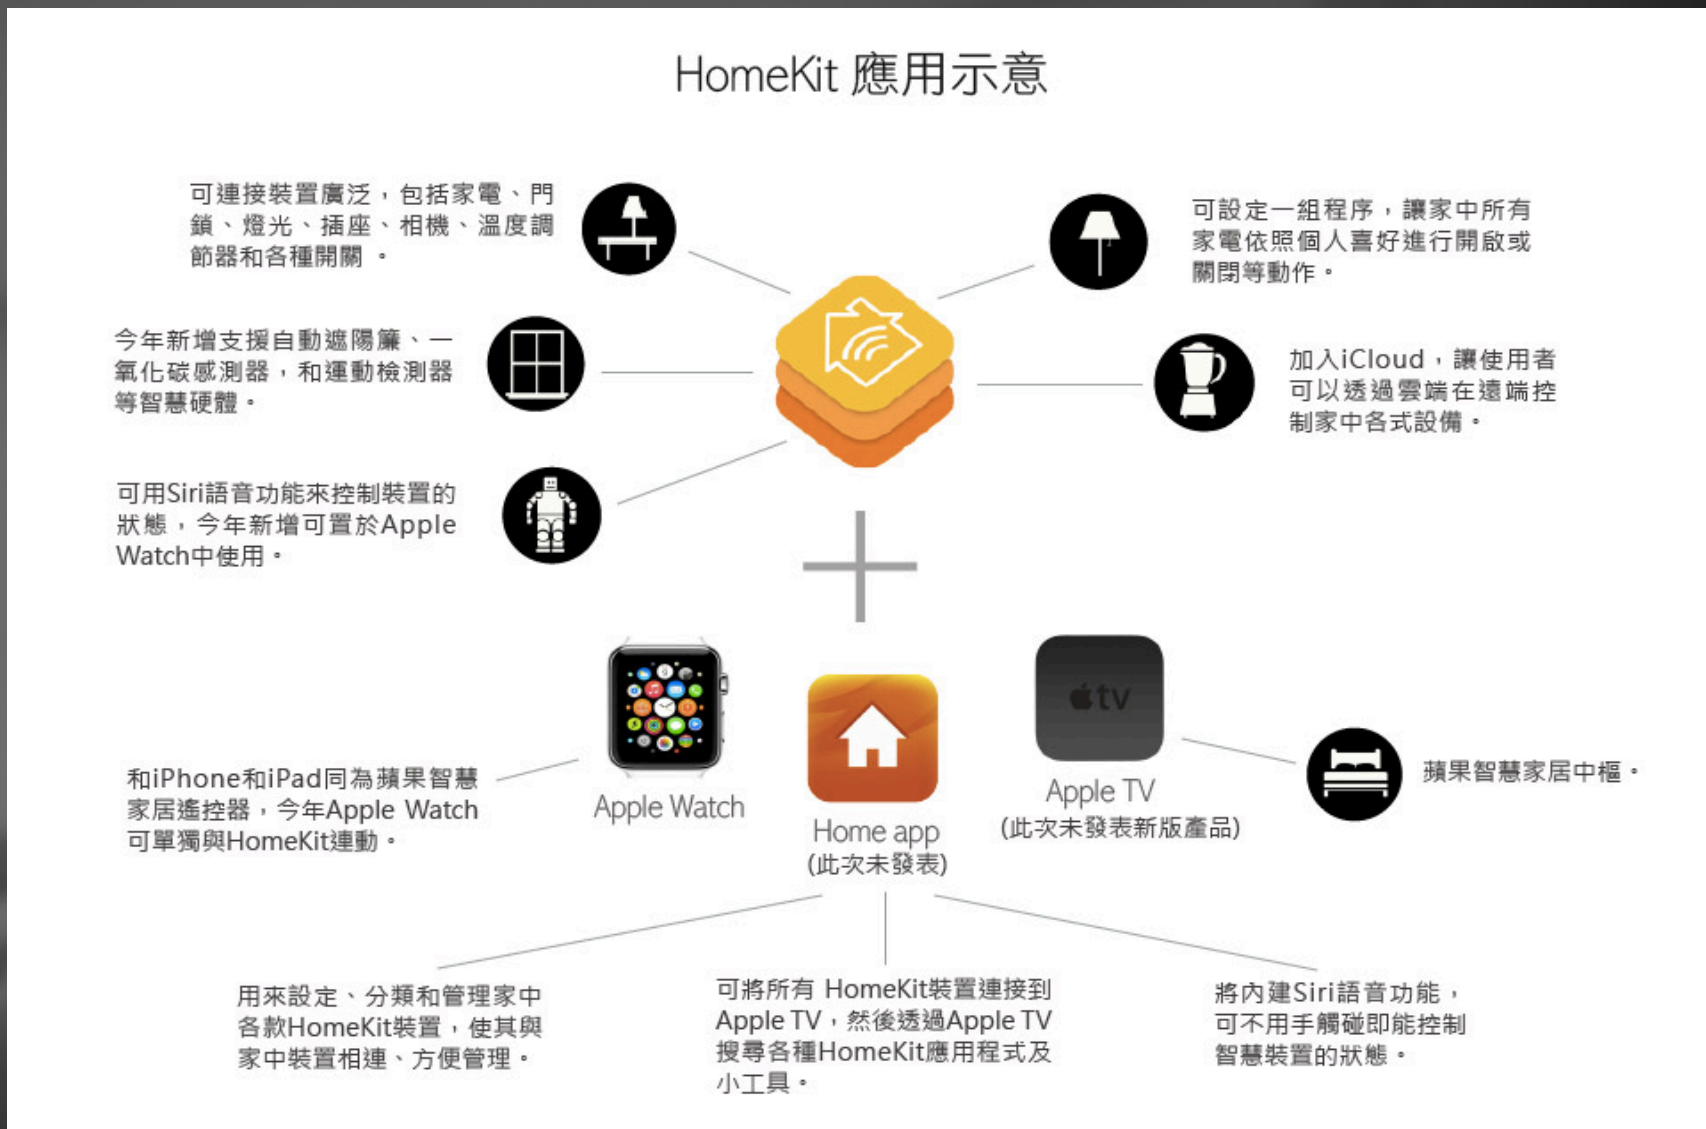 HomeKit 應用示意
可連接裝置廣泛，包括家電、門
鎖、燈光、插座、相機、溫度調
節器和各種開關 。
可設定一組程序，讓家中所有
家電依照個人喜好進行開啟或
關閉等動作。
今年新增支援自動遮陽簾、一
氧化碳感測器，和運動檢測器
等智慧硬體。
加入iCloud，讓使用者
可以透過雲端在遠端控
制家中各式設備。
可用Siri語音功能來控制裝置的
狀態，今年新增可置於Apple
Watch中使用。
和iPhone和iPad同為蘋果智慧
家居遙控器，今年Apple Watch
可單獨與HomeKit連動。
Apple Watch
Home app
(此次未發表)
tv
Apple TV
(此次未發表新版產品)
蘋果智慧家居中樞。
用來設定、分類和管理家中
各款HomeKit裝置，使其與
家中裝置相連、方便管理。
可將所有 HomeKit裝置連接到
Apple TV，然後透過Apple TV
搜尋各種HomeKit應用程式及
小工具。
將內建Siri語音功能，
可不用手觸碰即能控制
智慧裝置的狀態。